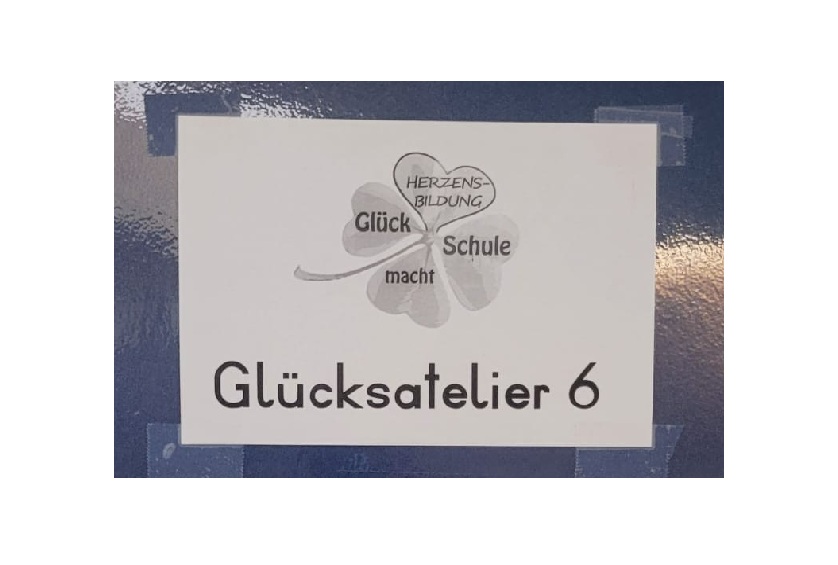 HERZENS-
BILDUNG
Glück
Schule
macht
Glücksatelier 6